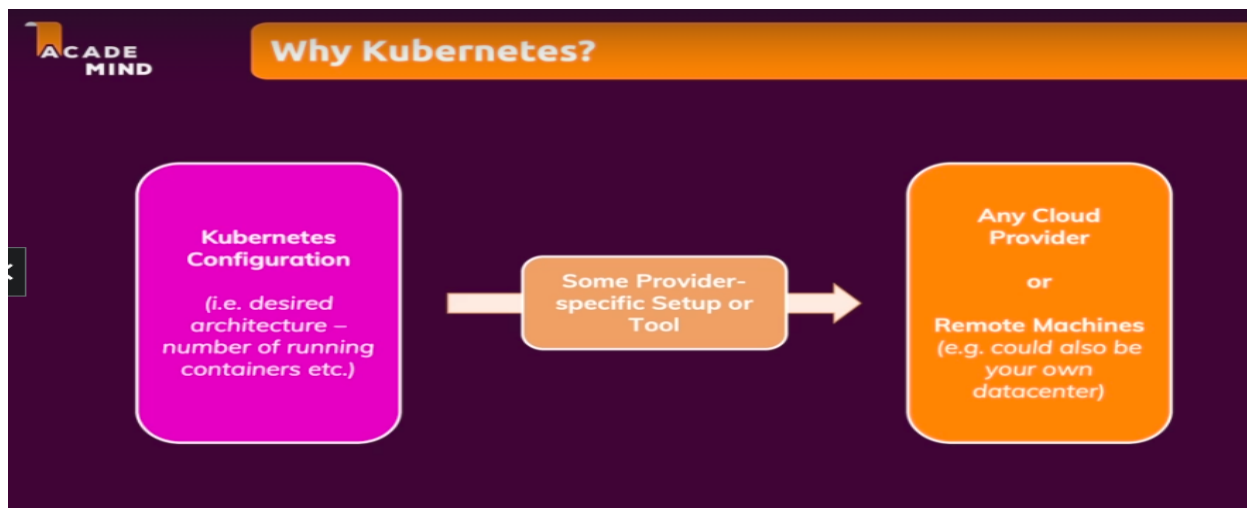 ACADE
MIND
Why Kubernetes?
Kubernetes
Configuration
(i.e. desired
architecture –
number of running
containers etc.)
Some Provider-
specific Setup or
Tool
Any Cloud
Provider
or
Remote Machines
(e.g. could also be
your own
datacenter)